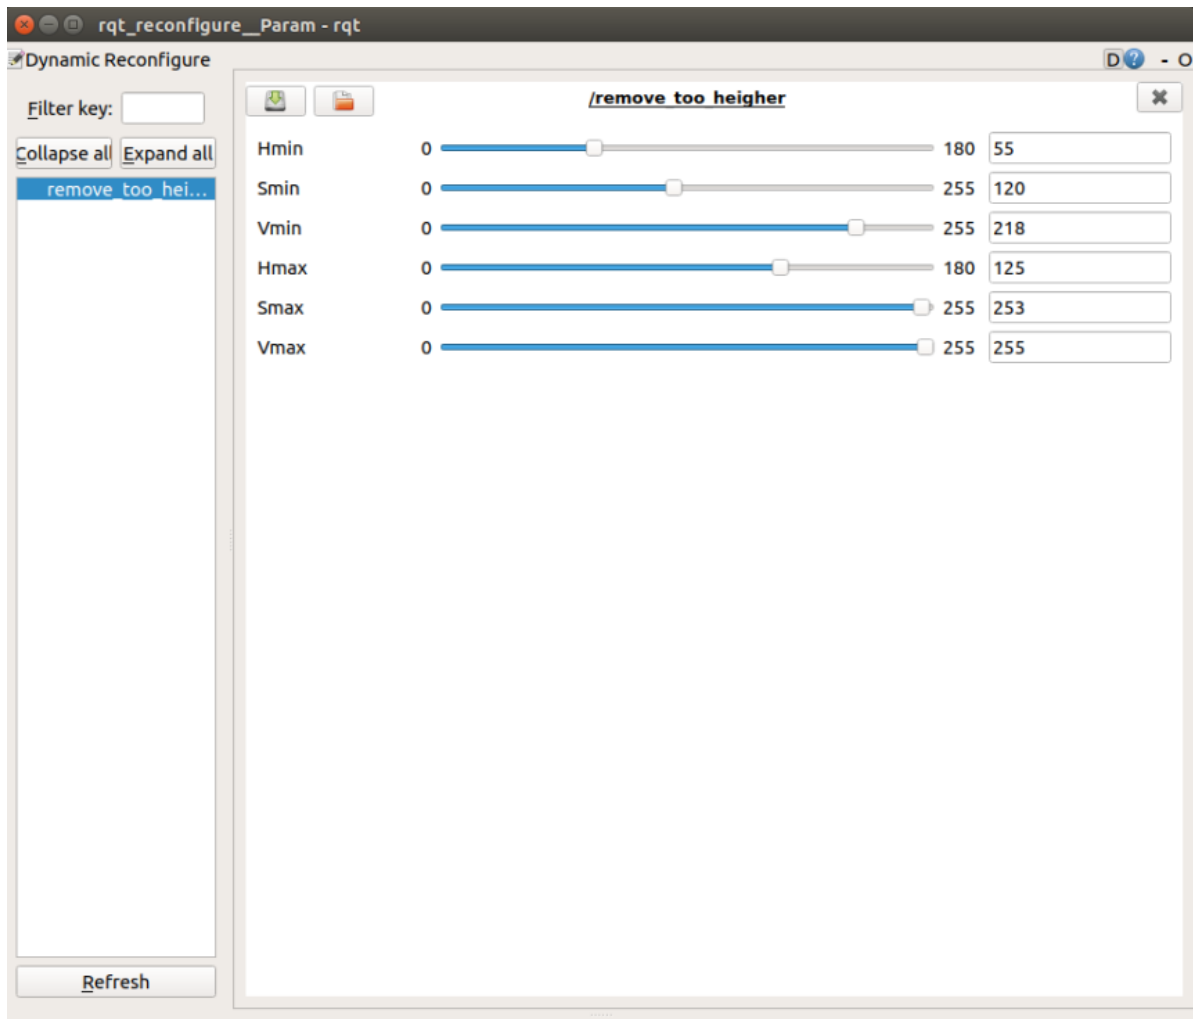 rqt_reconfigure__Param - rqt
Dynamic Reconfigure
D ? - O
Filter key:
Collapse all Expand all
remove_too_hei...
/remove_too_heigher
Hmin 0 180 55
Smin 0 255 120
Vmin 0 255 218
Hmax 0 180 125
Smax 0 255 253
Vmax 0 255 255
Refresh